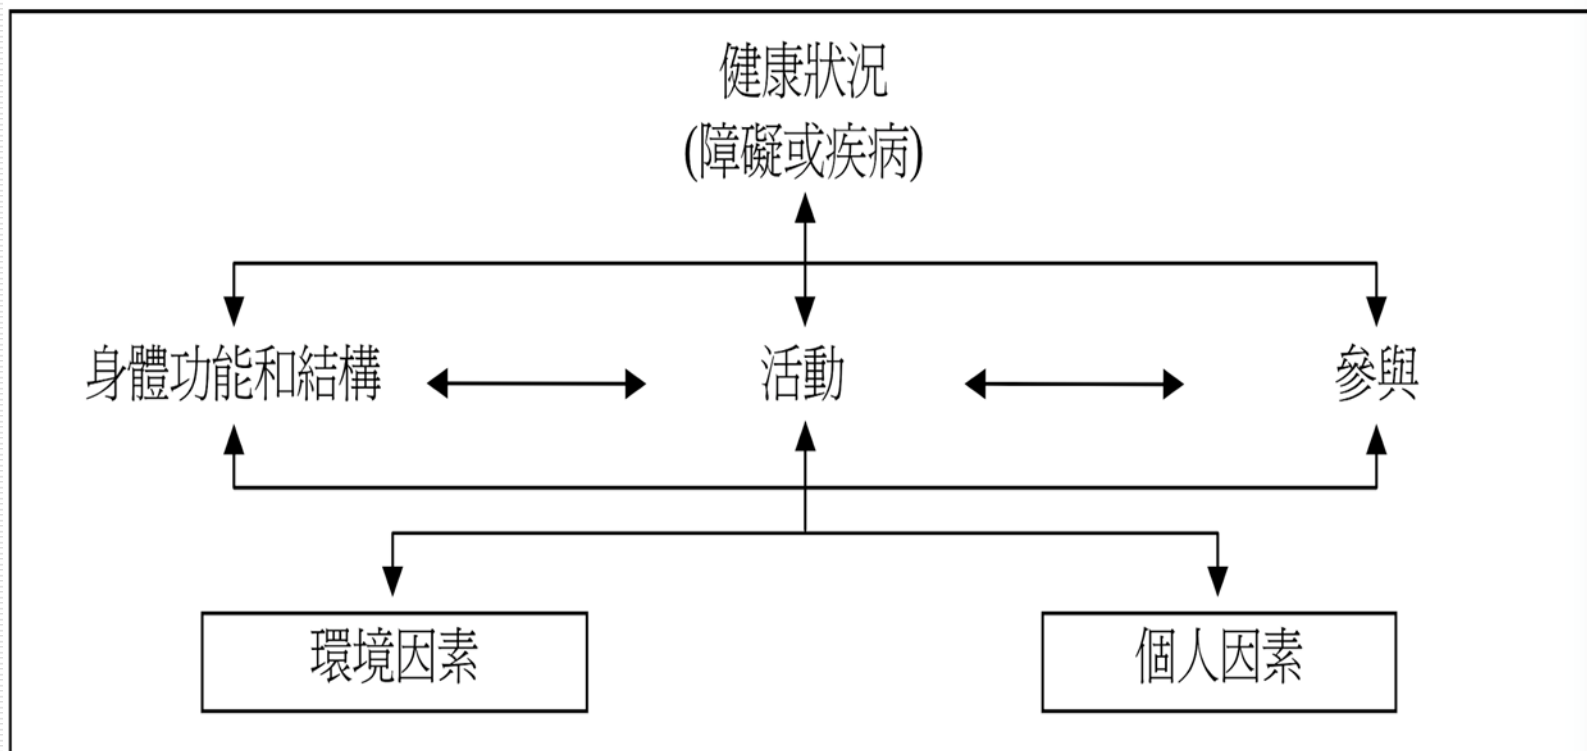 健康狀況
(障礙或疾病)
身體功能和結構
活動
參與
環境因素
個人因素